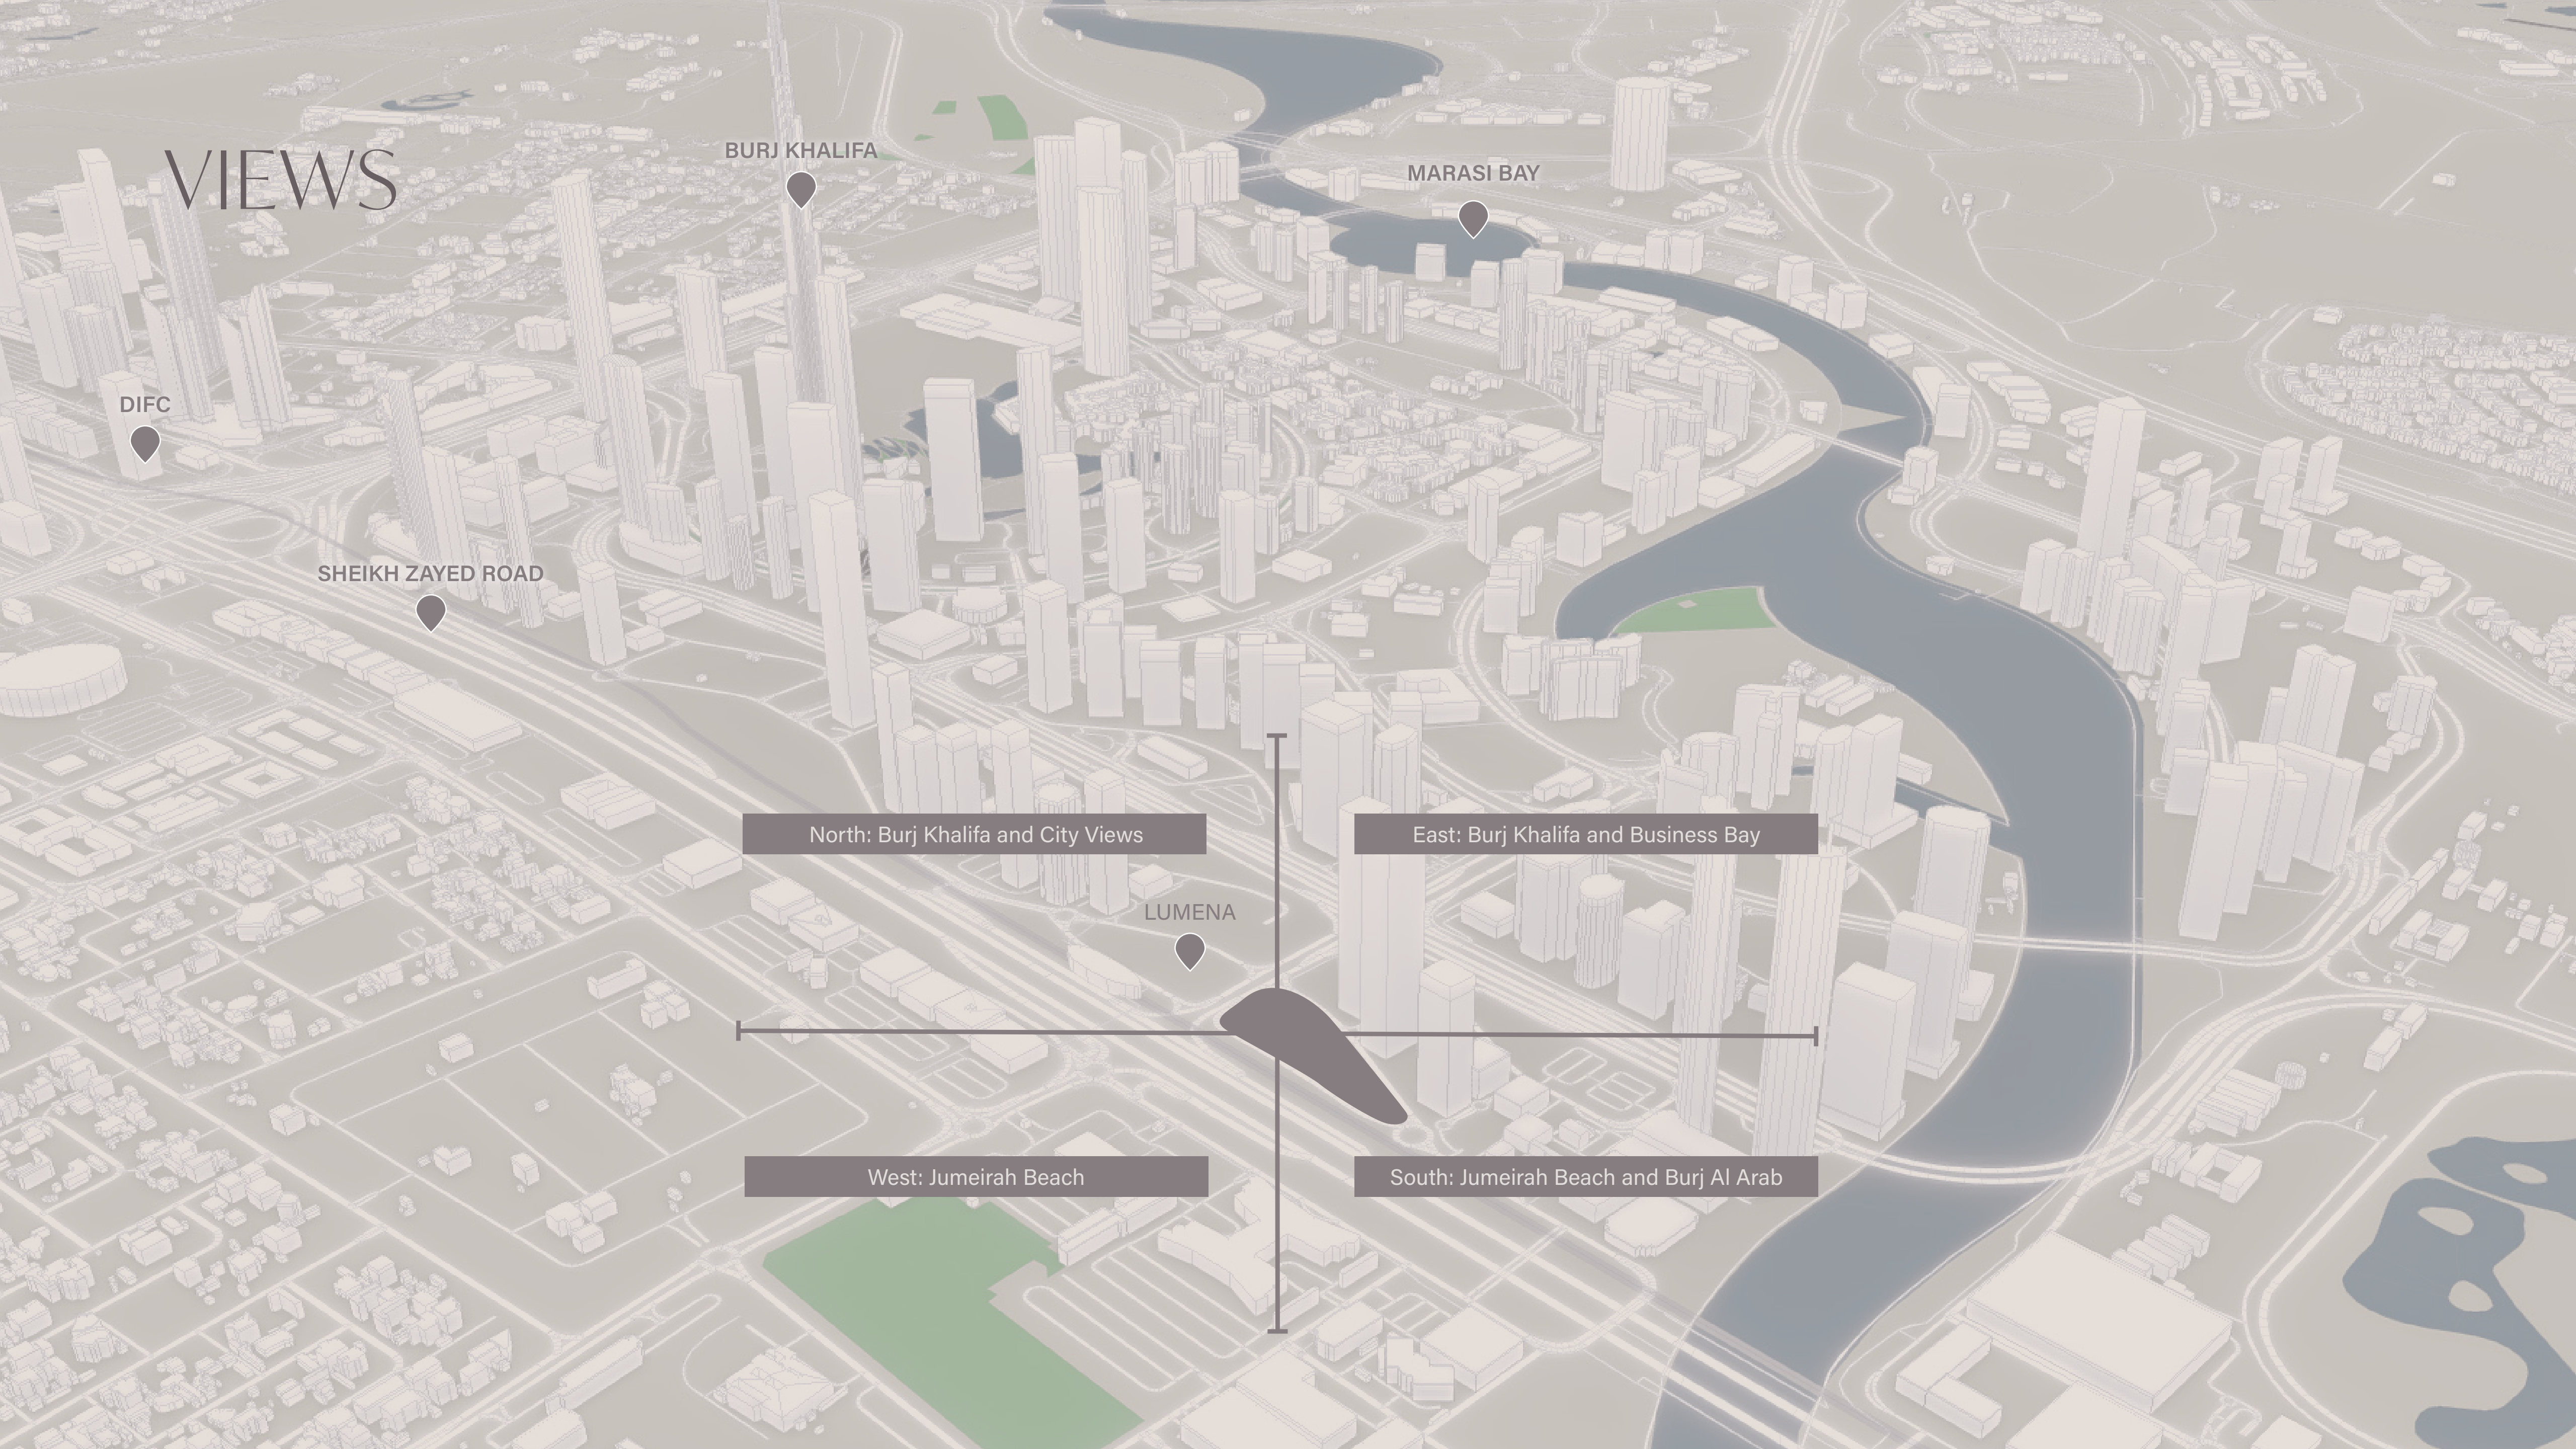 VIEWS
BURJ KHALIFA
MARASI BAY
DIFC
SHEIKH ZAYED ROAD
North: Burj Khalifa and City Views
East: Burj Khalifa and Business Bay
LUMENA
West: Jumeirah Beach
South: Jumeirah Beach and Burj Al Arab